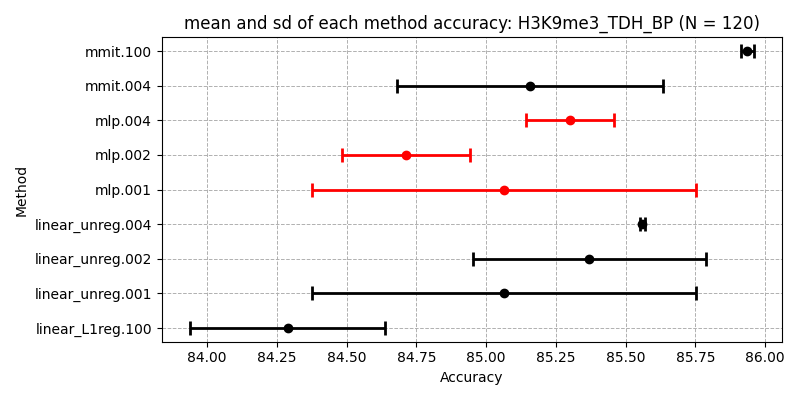 mean and sd of each method accuracy: H3K9me3_TDH_BP (N = 120)
mmit.100
mmit.004
mlp.004
mlp.002
mlp.001
linear_unreg.004
linear_unreg.002
linear_unreg.001
linear_L1reg.100
Method
84.00 84.25 84.50 84.75 85.00 85.25 85.50 85.75 86.00
Accuracy